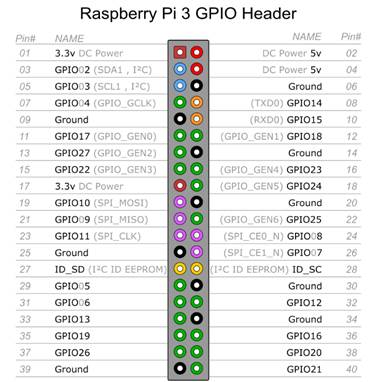 Raspberry Pi 3 GPIO Header
Pin# NAME NAME Pin#
01 3.3v DC Power DC Power 5v 02
03 GPIO02 (SDA1 , I²C) DC Power 5v 04
05 GPIO03 (SCL1 , I²C) Ground 06
07 GPIO04 (GPIO_GCLK) (TXD0) GPIO14 08
09 Ground (RXD0) GPIO15 10
11 GPIO17 (GPIO_GEN0) (GPIO_GEN1) GPIO18 12
13 GPIO27 (GPIO_GEN2) Ground 14
15 GPIO22 (GPIO_GEN3) (GPIO_GEN4) GPIO23 16
17 3.3v DC Power (GPIO_GEN5) GPIO24 18
19 GPIO10 (SPI_MOSI) Ground 20
21 GPIO09 (SPI_MISO) (GPIO_GEN6) GPIO25 22
23 GPIO11 (SPI_CLK) (SPI_CE0_N) GPIO08 24
25 Ground (SPI_CE1_N) GPIO07 26
27 ID_SD (I²C ID EEPROM) (I²C ID EEPROM) ID_SC 28
29 GPIO05 Ground 30
31 GPIO06 GPIO12 32
33 GPIO13 Ground 34
35 GPIO19 GPIO16 36
37 GPIO26 GPIO20 38
39 Ground GPIO21 40